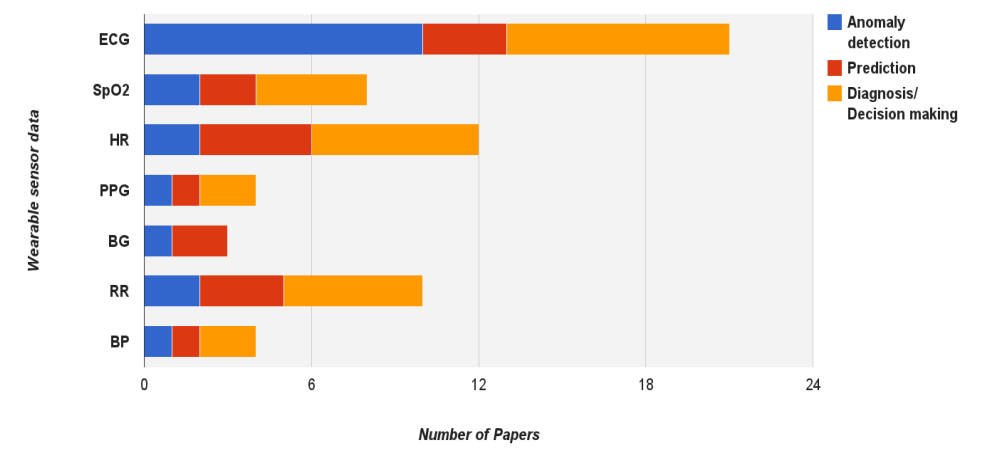 ECG
SpO2
HR
PPG
BG
RR
BP
Wearable sensor data
0 6 12 18 24
Number of Papers
Anomaly
detection
Prediction
Diagnosis/
Decision making